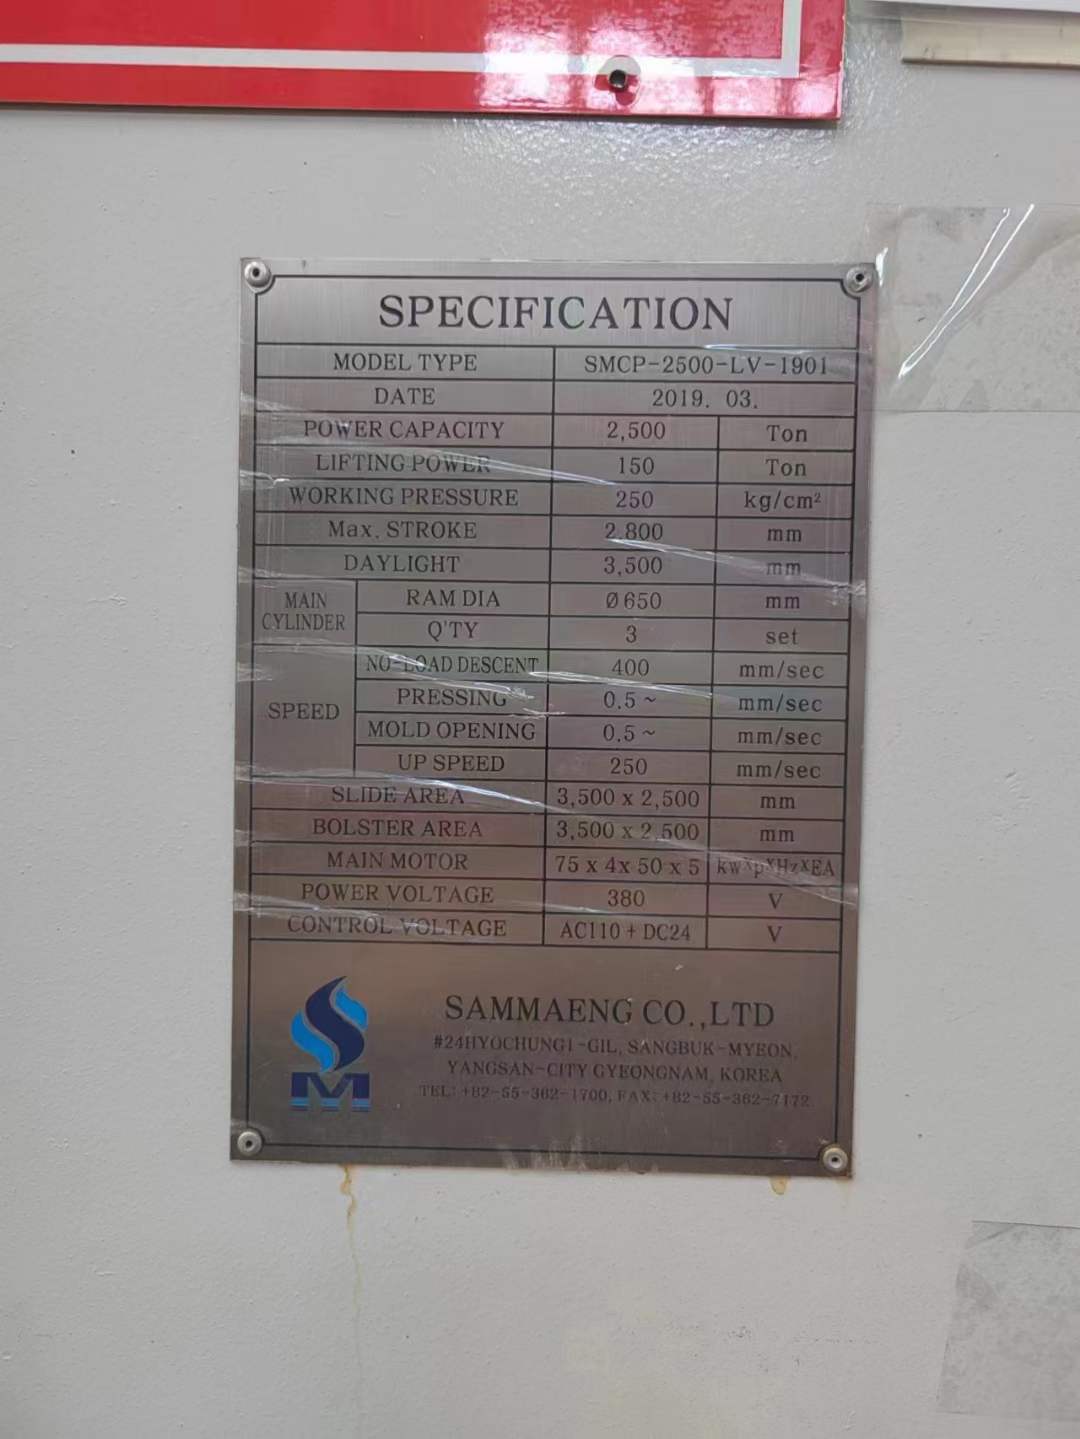 SPECIFICATION
MODEL TYPE SMCP-2500-LV-1901
DATE 2019. 03.
POWER CAPACITY 2,500 Ton
LIFTING POWER 150 Ton
WORKING PRESSURE 250 kg/cm²
Max. STROKE 2,800 mm
DAYLIGHT 3,500 mm
MAIN CYLINDER RAM DIA Ø650 mm
Q'TY 3 set
SPEED NO-LOAD DESCENT 400 mm/sec
PRESSING 0.5~ mm/sec
MOLD OPENING 0.5~ mm/sec
UP SPEED 250 mm/sec
SLIDE AREA 3,500 x 2,500 mm
BOLSTER AREA 3,500 x 2,500 mm
MAIN MOTOR 75 x 4x 50 x 5 kwxpxHzxEA
POWER VOLTAGE 380 V
CONTROL VOLTAGE AC110+DC24 V
SM
SAMMAENG CO.,LTD
#24HYOCHUNG1-GIL, SANGBUK-MYEON,
YANGSAN-CITY GYEONGNAM, KOREA
TEL: +82-55-362-1700, FAX: +82-55-362-7172